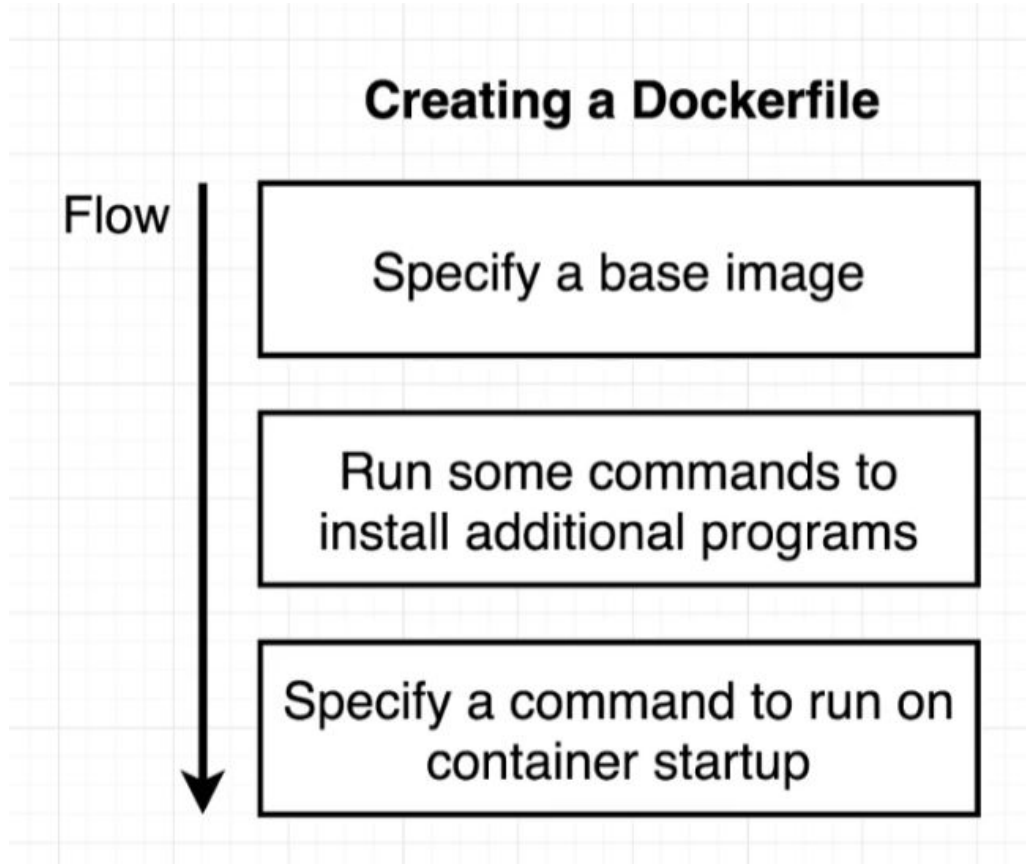 Creating a Dockerfile
Flow
Specify a base image
Run some commands to
install additional programs
Specify a command to run on
container startup